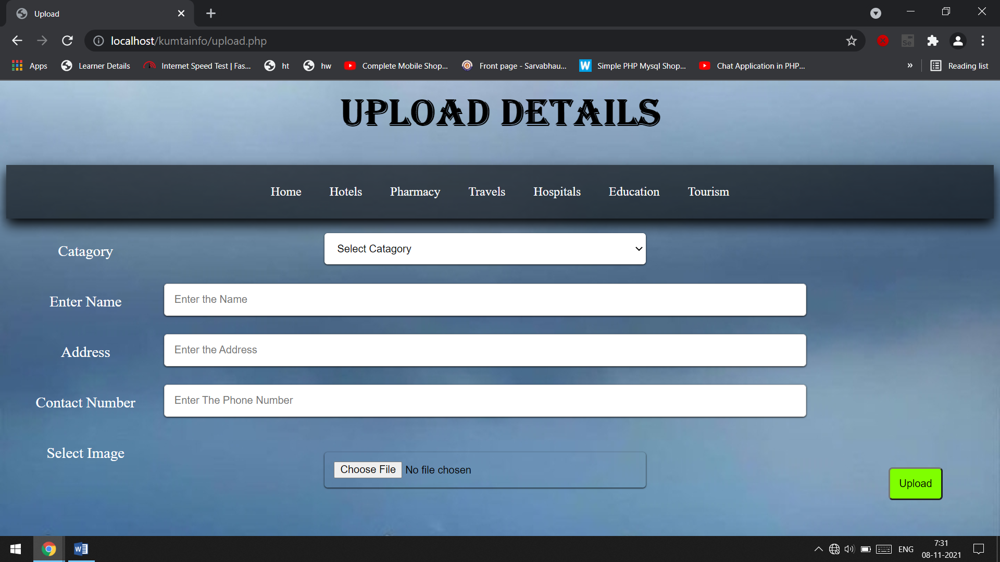 Upload
localhost/kumtainfo/upload.php
Se
Apps Learner Details Internet Speed Test | Fas... ht hw Complete Mobile Shop... Front page - Sarvabhau... W Simple PHP Mysql Shop... Chat Application in PHP... » Reading list
UPLOAD DETAILS
Home Hotels Pharmacy Travels Hospitals Education Tourism
Catagory Select Catagory
Enter Name Enter the Name
Address Enter the Address
Contact Number Enter The Phone Number
Select Image Choose File No file chosen
Upload
W ENG 7:31
08-11-2021